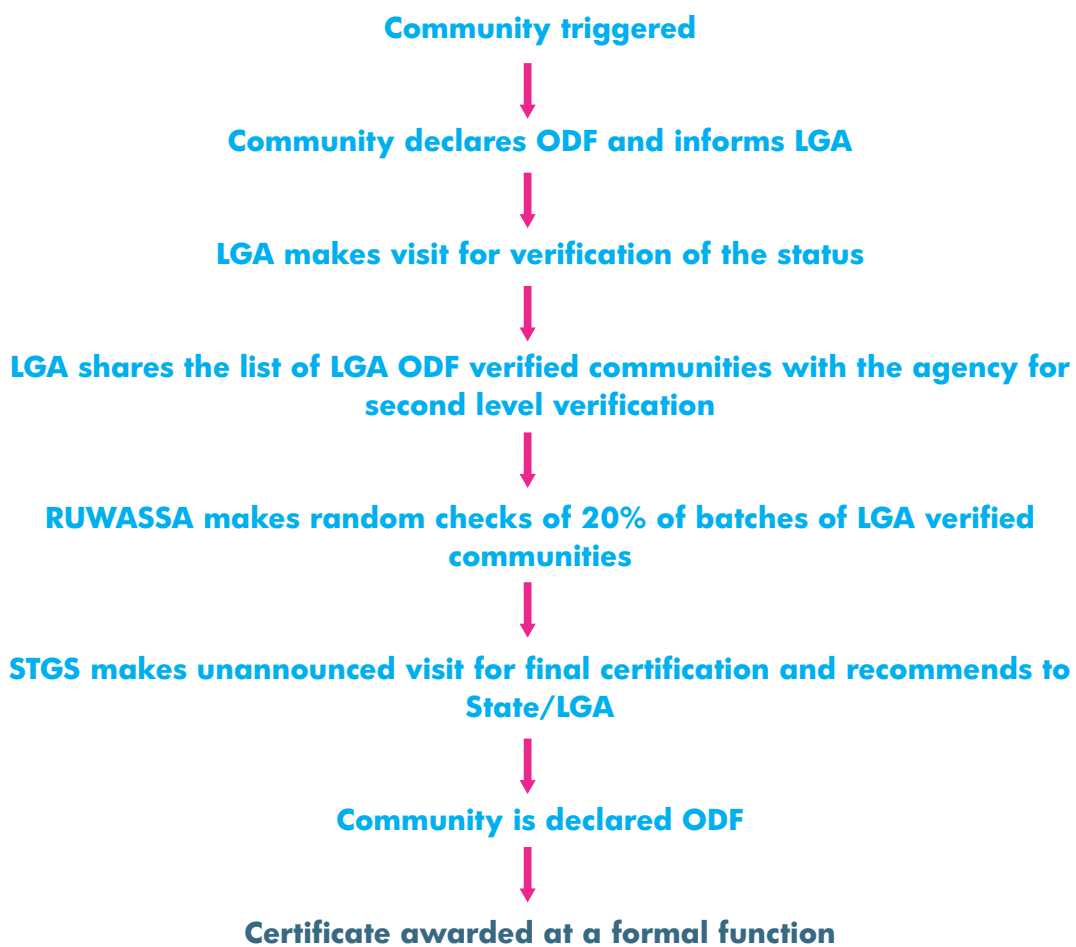 Community triggered
Community declares ODF and informs LGA
LGA makes visit for verification of the status
LGA shares the list of LGA ODF verified communities with the agency for
second level verification
RUWASSA makes random checks of 20% of batches of LGA verified
communities
STGS makes unannounced visit for final certification and recommends to
State/LGA
Community is declared ODF
Certificate awarded at a formal function